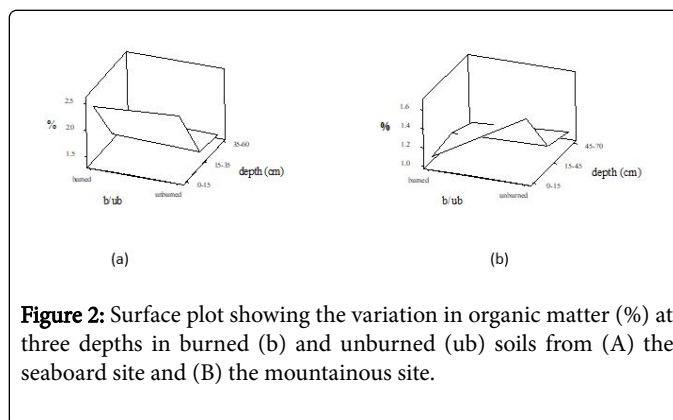 2.5
%
2.0
1.5
burned
b/ub
unburned
0-15
15-35
35-60
depth (cm)
(a)
1.6
%
1.4
1.2
1.0
burned
b/ub
unburned
0-15
15-45
45-70
depth (cm)
(b)
Figure 2: Surface plot showing the variation in organic matter (%) at
three depths in burned (b) and unburned (ub) soils from (A) the
seaboard site and (B) the mountainous site.